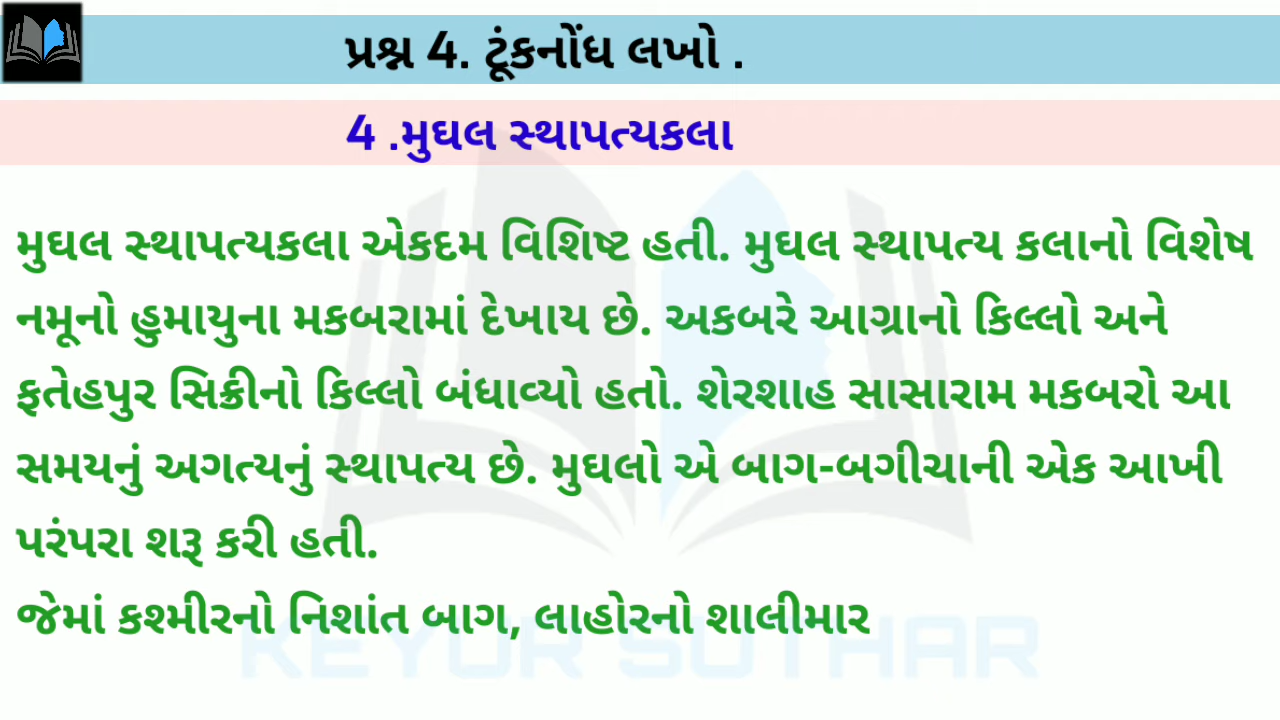 પ્રશ્ન 4. ટૂંકનોંધ લખો .
4 .મુઘલ સ્થાપત્યકલા
મુઘલ સ્થાપત્યકલા એકદમ વિશિષ્ટ હતી. મુઘલ સ્થાપત્ય કલાનો વિશેષ
નમૂનો હુમાયુના મકબરામાં દેખાય છે. અકબરે આગ્રાનો કિલ્લો અને
ફતેહપુર સિક્રીનો કિલ્લો બંધાવ્યો હતો. શેરશાહ સાસારામ મકબરો આ
સમયનું અગત્યનું સ્થાપત્ય છે. મુઘલો એ બાગ-બગીચાની એક આખી
પરંપરા શરૂ કરી હતી.
જેમાં કશ્મીરનો નિશાંત બાગ, લાહોરનો શાલીમાર
KEYUR SUTHAR